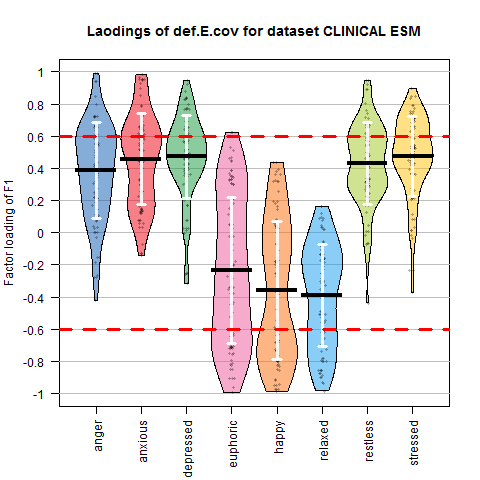 Laodings of def.E.cov for dataset CLINICAL ESM
Factor loading of F1
1
0.8
0.6
0.4
0.2
0
-0.2
-0.4
-0.6
-0.8
-1
anger
anxious
depressed
euphoric
happy
relaxed
restless
stressed